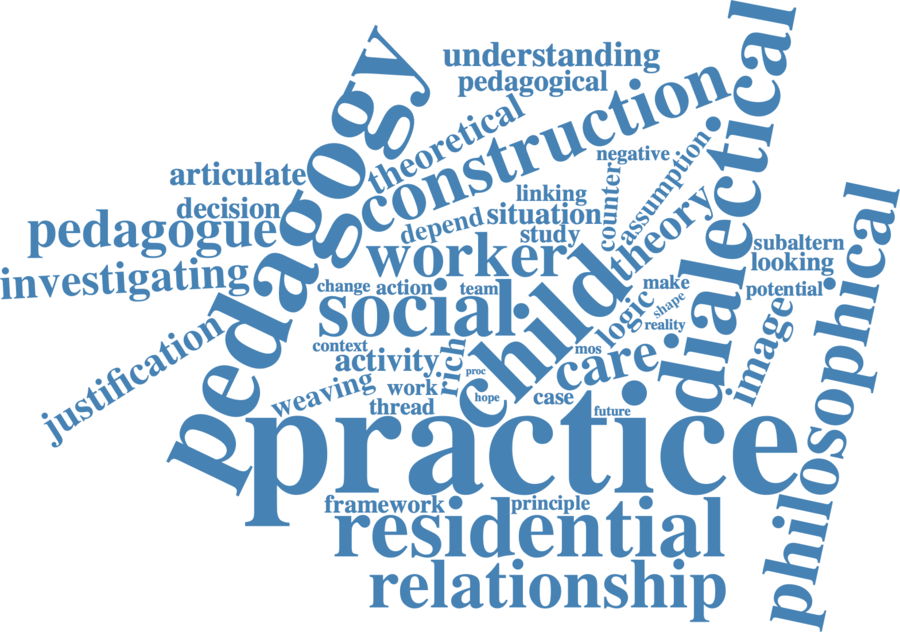 understanding
pedagogical
pedagogy
theoretical
construction
dialectical
negative
articulate
linking
counter
assumption
decision
depend
situation
pedagogue
study
theory
philosophical
worker
subaltern
looking
investigating
change
action
team
child
make
potential
social
shape
logic
reality
context
mos
image
justification
activity
rich
proc
care
weaving
work
hope
case
thread
future
practice
framework
principle
residential
relationship